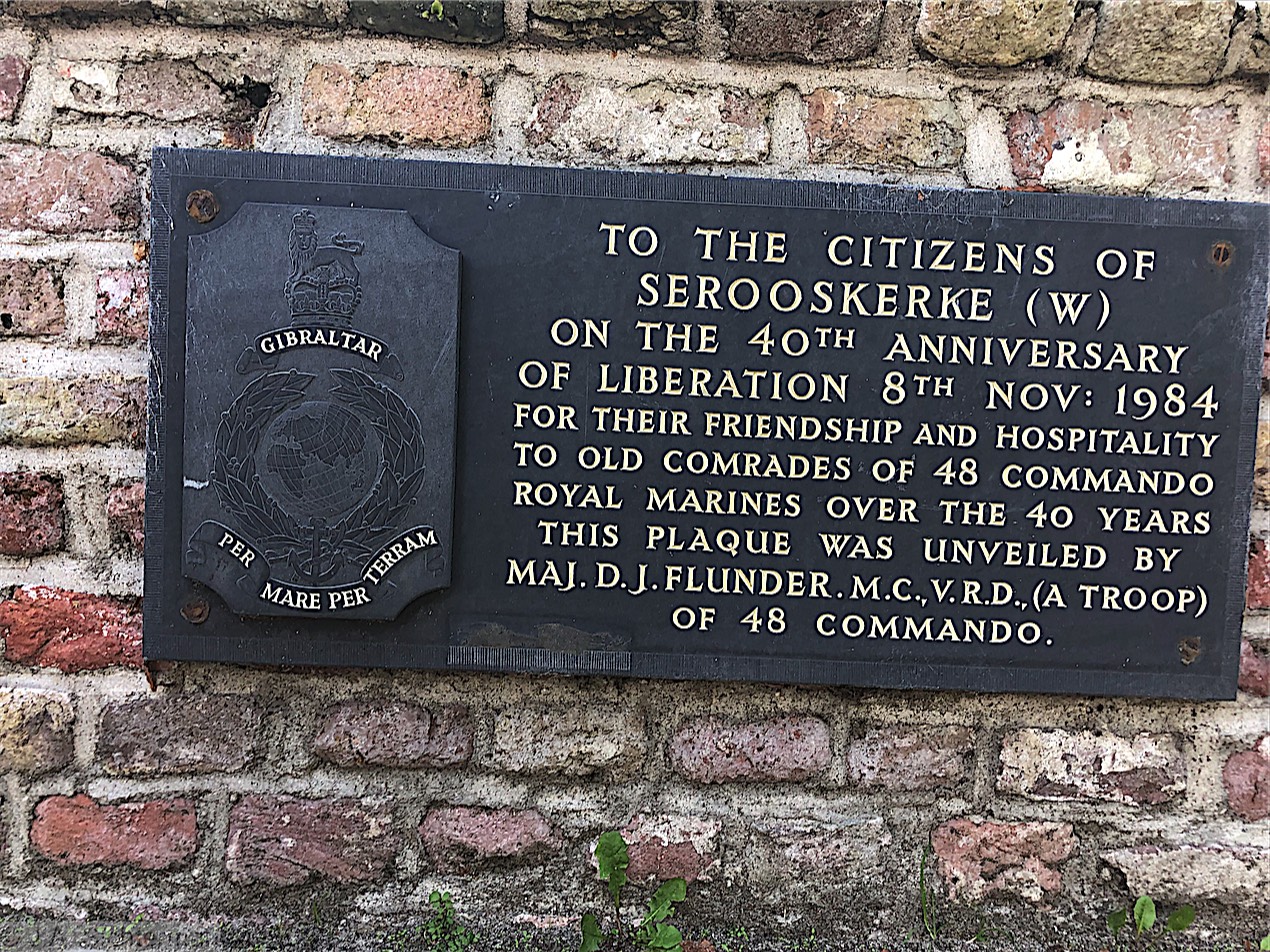 GIBRALTAR
PER MARE PER TERRAM
TO THE CITIZENS OF
SEROOSKERKE (W)
ON THE 40TH ANNIVERSARY
OF LIBERATION 8TH NOV: 1984
FOR THEIR FRIENDSHIP AND HOSPITALITY
TO OLD COMRADES OF 48 COMMANDO
ROYAL MARINES OVER THE 40 YEARS
THIS PLAQUE WAS UNVEILED BY
MAJ. D. J. FLUNDER. M.C., V.R.D., (A TROOP)
OF 48 COMMANDO.